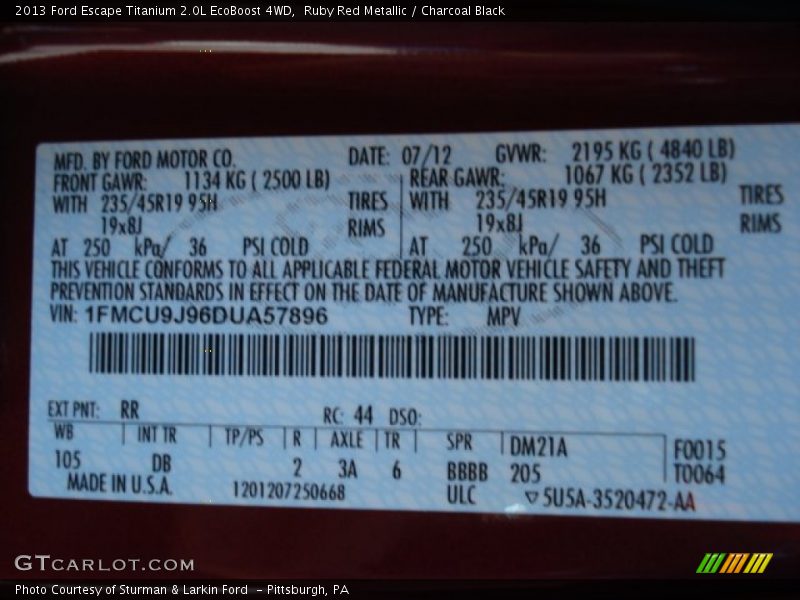 2013 Ford Escape Titanium 2.0L EcoBoost 4WD,  Ruby Red Metallic / Charcoal Black
MFD. BY FORD MOTOR CO. DATE: 07/12 GVWR: 2195 KG ( 4840 LB)
FRONT GAWR: 1134 KG ( 2500 LB) REAR GAWR: 1067 KG ( 2352 LB)
WITH 235/45R19 95H TIRES WITH 235/45R19 95H TIRES
19x8J RIMS 19x8J RIMS
AT 250 kPa/ 36 PSI COLD AT 250 kPa/ 36 PSI COLD
THIS VEHICLE CONFORMS TO ALL APPLICABLE FEDERAL MOTOR VEHICLE SAFETY AND THEFT
PREVENTION STANDARDS IN EFFECT ON THE DATE OF MANUFACTURE SHOWN ABOVE.
VIN: 1FMCU9J96DUA57896 TYPE: MPV
EXT PNT: RR RC: 44 DSO:
WB INT TR TP/PS R AXLE TR SPR DM21A F0015
105 DB 2 3A 6 BBBB 205 T0064
MADE IN U.S.A. 1201207250668 ULC ▽5U5A-3520472-AA
GTCARLOT.COM
Photo Courtesy of Sturman & Larkin Ford  - Pittsburgh, PA